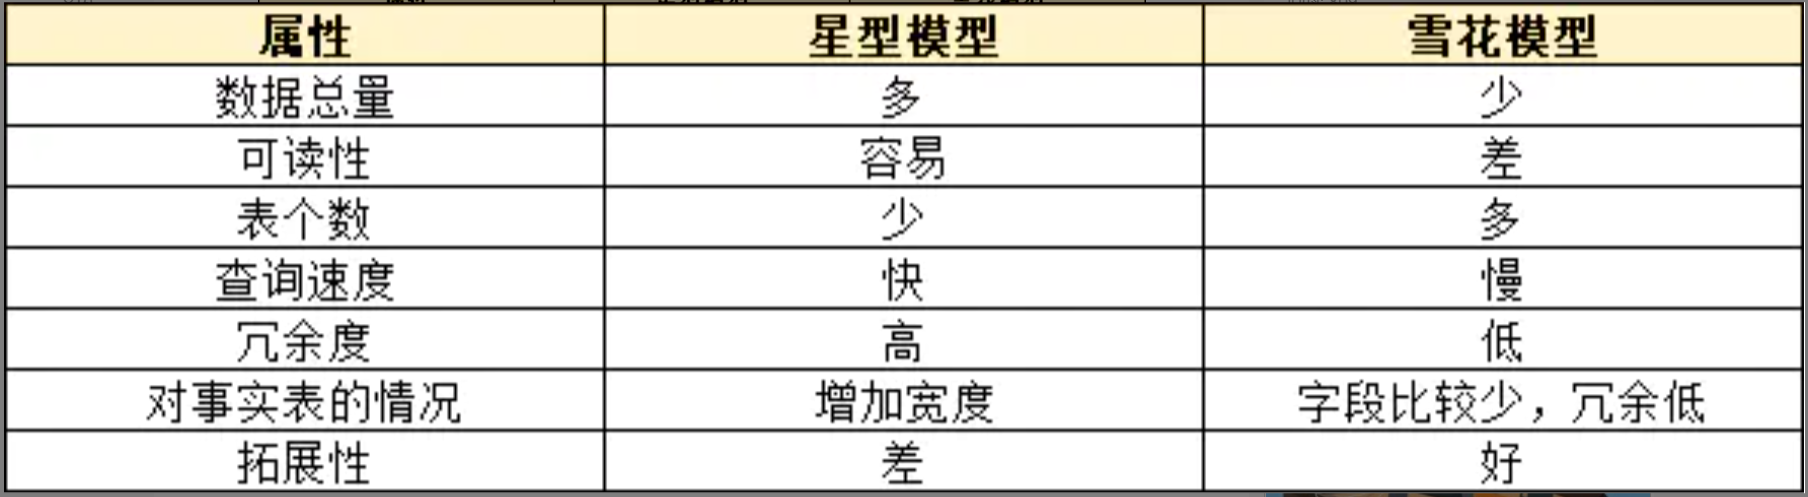 属性 星型模型 雪花模型
数据总量 多 少
可读性 容易 差
表个数 少 多
查询速度 快 慢
冗余度 高 低
对事实表的情况 增加宽度 字段比较少，冗余低
拓展性 差 好